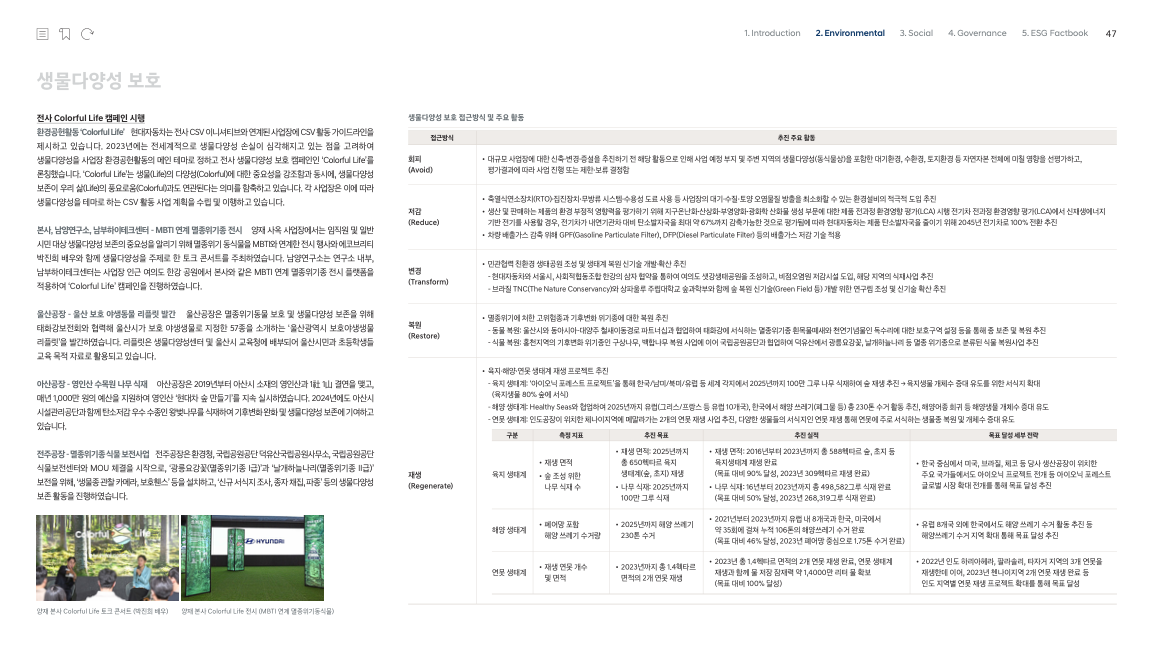 1. Introduction 2. Environmental 3. Social 4. Governance 5. ESG Factbook 47
생물다양성 보호
전사 Colorful Life 캠페인 시행
환경공헌활동 'Colorful Life' 현대자동차는 전사 CSV 이니셔티브와 연계된 사업장에 CSV 활동 가이드라인을
제시하고 있습니다. 2023년에는 전세계적으로 생물다양성 손실이 심각해지고 있는 점을 고려하여
생물다양성을 사업장 환경공헌활동의 메인 테마로 정하고 전사 생물다양성 보호 캠페인인 'Colorful Life'를
론칭했습니다. 'Colorful Life'는 생물(Life)의 다양성(Colorful)에 대한 중요성을 강조함과 동시에, 생물다양성
보존이 우리 삶(Life)의 풍요로움(Colorful)과도 연관된다는 의미를 함축하고 있습니다. 각 사업장은 이에 따라
생물다양성을 테마로 하는 CSV 활동 사업 계획을 수립 및 이행하고 있습니다.
본사, 남양연구소, 남부하이테크센터 - MBTI 연계 멸종위기종 전시 양재 사옥 사업장에서는 임직원 및 일반
시민 대상 생물다양성 보존의 중요성을 알리기 위해 멸종위기 동식물을 MBTI와 연계한 전시 행사와 에코브리티
박진희 배우와 함께 생물다양성을 주제로 한 토크 콘서트를 주최하였습니다. 남양연구소는 연구소 내부,
남부하이테크센터는 사업장 인근 여의도 한강 공원에서 본사와 같은 MBTI 멸종위기종 전시 플랫폼을
적용하여 'Colorful Life' 캠페인을 진행하였습니다.
울산공장 - 울산 보호 야생동물 리플릿 발간 울산공장은 멸종위기동물 보호 및 생물다양성 보존을 위해
태화강보전회와 협력해 울산시가 보호 야생생물로 지정한 57종을 소개하는 '울산광역시 보호야생생물
리플릿'을 발간하였습니다. 리플릿은 생물다양성센터 및 울산시 교육청에 배부되어 울산시민과 초등학생들
교육 목적 자료로 활용되고 있습니다.
아산공장 - 영인산 수목원 나무 식재 아산공장은 2019년부터 아산시 소재의 영인산과 1社 1山 결연을 맺고,
매년 1,000만 원의 예산을 지원하여 영인산 '현대차 숲 만들기'를 지속 실시하였습니다. 2024년에도 아산시
시설관리공단과 함께 탄소저감 우수 수종인 왕벚나무를 식재하여 기후변화 완화 및 생물다양성 보존에 기여하고
있습니다.
전주공장 - 멸종위기종 식물 보전사업 전주공장은 환경청, 국립공원공단 덕유산국립공원사무소, 국립공원공단
식물보전센터와 MOU 체결을 시작으로, '광릉요강꽃(멸종위기종 I급)'과 '날개하늘나리(멸종위기종 II급)'
보전을 위해, '생물종 관찰 카메라, 보호휀스' 등을 설치하고, '신규 서식지 조사, 종자 채집, 파종' 등의 생물다양성
보존 활동을 진행하였습니다.
HYUNDAI
양재 본사 Colorful Life 토크 콘서트 (박진희 배우) 양재 본사 Colorful Life 전시 (MBTI 연계 멸종위기동식물)
생물다양성 보호 접근방식 및 주요 활동
접근방식 추진 주요 활동
회피
(Avoid)
• 대규모 사업장에 대한 신축·변경·증설을 추진하기 전 해당 활동으로 인해 사업 예정 부지 및 주변 지역의 생물다양성(동식물상)을 포함한 대기환경, 수환경, 토지환경 등 자연자본 전체에 미칠 영향을 선평가하고,
평가결과에 따라 사업 진행 또는 제한·보류 결정함
저감
(Reduce)
• 축열식연소장치(RTO)·집진장치·무방류 시스템·수용성 도료 사용 등 사업장의 대기·수질·토양 오염물질 방출을 최소화할 수 있는 환경설비의 적극적 도입 추진
• 생산 및 판매하는 제품의 환경 부정적 영향력을 평가하기 위해 지구온난화·산성화·부영양화·광화학 산화물 생성 부문에 대한 제품 전과정 환경영향 평가(LCA) 시행 전기차 전과정 환경영향 평가(LCA)에서 신재생에너지
기반 전기를 사용할 경우, 전기차가 내연기관차 대비 탄소발자국을 최대 약 67%까지 감축가능한 것으로 평가됨에 따라 현대자동차는 제품 탄소발자국을 줄이기 위해 2045년 전기차로 100% 전환 추진
• 차량 배출가스 감축 위해 GPF(Gasoline Particulate Filter), DFP(Diesel Particulate Filter) 등의 배출가스 저감 기술 적용
변경
(Transform)
• 민관협력 친환경 생태공원 조성 및 생태계 복원 신기술 개발·확산 추진
- 현대자동차와 서울시, 사회적협동조합 한강의 삼자 협약을 통하여 여의도 샛강생태공원을 조성하고, 비점오염원 저감시설 도입, 해당 지역의 식재사업 추진
- 브라질 TNC(The Nature Conservancy)와 상파울루 주립대학교 숲과학부와 함께 숲 복원 신기술(Green Field 등) 개발 위한 연구림 조성 및 신기술 확산 추진
복원
(Restore)
• 멸종위기에 처한 고위험종과 기후변화 위기종에 대한 복원 추진
- 동물 복원: 울산시와 동아시아-대양주 철새이동경로 파트너십과 협업하여 태화강에 서식하는 멸종위기종 흰목물떼새와 천연기념물인 독수리에 대한 보호구역 설정 등을 통해 종 보존 및 복원 추진
- 식물 복원: 홍천지역의 기후변화 위기종인 구상나무, 백합나무 복원 사업에 이어 국립공원공단과 협업하여 덕유산에서 광릉요강꽃, 날개하늘나리 등 멸종 위기종으로 분류된 식물 복원사업 추진
재생
(Regenerate)
• 육지·해양·연못 생태계 재생 프로젝트 추진
- 육지 생태계: '아이오닉 포레스트 프로젝트'을 통해 한국/남미/북미/유럽 등 세계 각지에서 2025년까지 100만 그루 나무 식재하여 숲 재생 추진 → 육지생물 개체수 증대 유도를 위한 서식지 확대
(육지생물 80% 숲에 서식)
- 해양 생태계: Healthy Seas와 협업하여 2025년까지 유럽(그리스/프랑스 등 유럽 10개국), 한국에서 해양 쓰레기(폐그물 등) 총 230톤 수거 활동 추진, 해양어종 회귀 등 해양생물 개체수 증대 유도
- 연못 생태계: 인도공장이 위치한 체나이지역에 메말라가는 2개의 연못 재생 사업 추진, 다양한 생물들의 서식지인 연못 재생 통해 연못에 주로 서식하는 생물종 복원 및 개체수 증대 유도
구분 측정 지표 추진 목표 추진 실적 목표 달성 세부 전략
육지 생태계
• 재생 면적
• 숲 조성 위한
나무 식재 수
• 재생 면적: 2025년까지
총 650헥타르 육지
생태계(숲, 초지) 재생
• 나무 식재: 2025년까지
100만 그루 식재
• 재생 면적: 2016년부터 2023년까지 총 588헥타르 숲, 초지 등
육지생태계 재생 완료
(목표 대비 90% 달성, 2023년 309헥타르 재생 완료)
• 나무 식재: 16년부터 2023년까지 총 498,582그루 식재 완료
(목표 대비 50% 달성, 2023년 268,319그루 식재)
• 한국 중심에서 미국, 브라질, 체코 등 당사 생산공장이 위치한
주요 국가들에서도 아이오닉 포레스트 프로젝트 전개 등 아이오닉 포레스트
글로벌 시장 확대 전개를 통해 목표 달성 추진
해양 생태계
• 폐어망 포함
해양 쓰레기 수거량
• 2025년까지 해양 쓰레기
230톤 수거
• 2021년부터 2023년까지 유럽 내 8개국과 한국, 미국에서
약 35회에 걸쳐 누적 106톤의 해양쓰레기 수거 완료
(목표 대비 46% 달성, 2023년 폐어망 중심으로 1.75톤 수거 완료)
• 유럽 8개국 외에 한국에서도 해양 쓰레기 수거 활동 추진 등
해양쓰레기 수거 지역 확대 통해 목표 달성 추진
연못 생태계
• 재생 연못 개수
및 면적
• 2023년까지 총 1.4헥타르
면적의 2개 연못 재생
• 2023년 총 1.4헥타르 면적의 2개 연못 재생 완료, 연못 생태계
재생과 함께 물 저장 잠재력 약 1,4000만 리터 물 확보
(목표 대비 100% 달성)
• 2022년 인도 하리야헤라, 팔라솔라, 타자거 지역의 3개 연못을
재생한데 이어, 2023년 첸나이지역 2개 연못 재생 완료 등
인도 지역별 연못 재생 프로젝트 확대를 통해 목표 달성